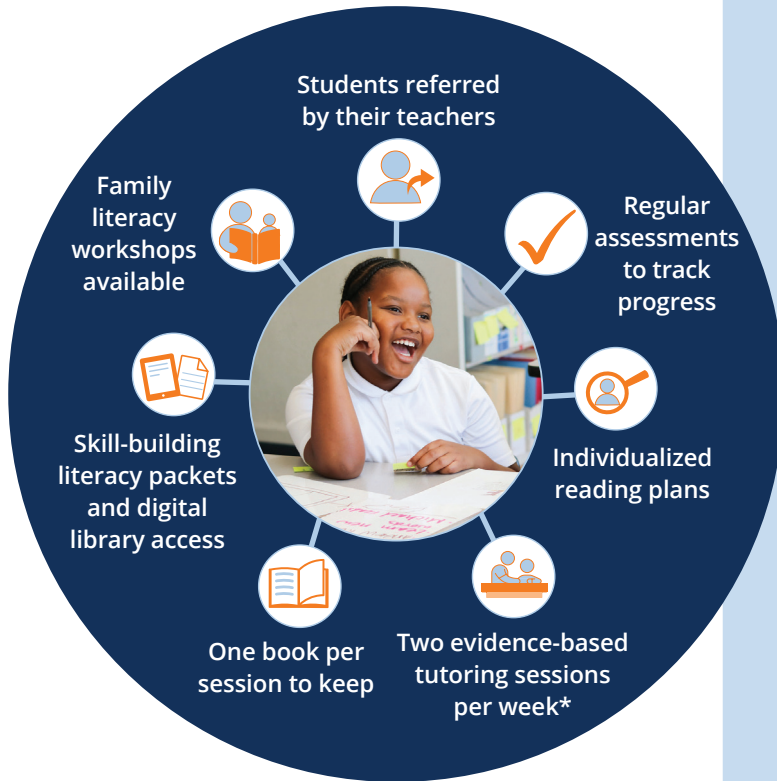 Students referred
by their teachers
Regular
assessments
to track
progress
Individualized
reading plans
Two evidence-based
tutoring sessions
per week*
One book per
session to keep
Skill-building
literacy packets
and digital
library access
Family
literacy
workshops
available